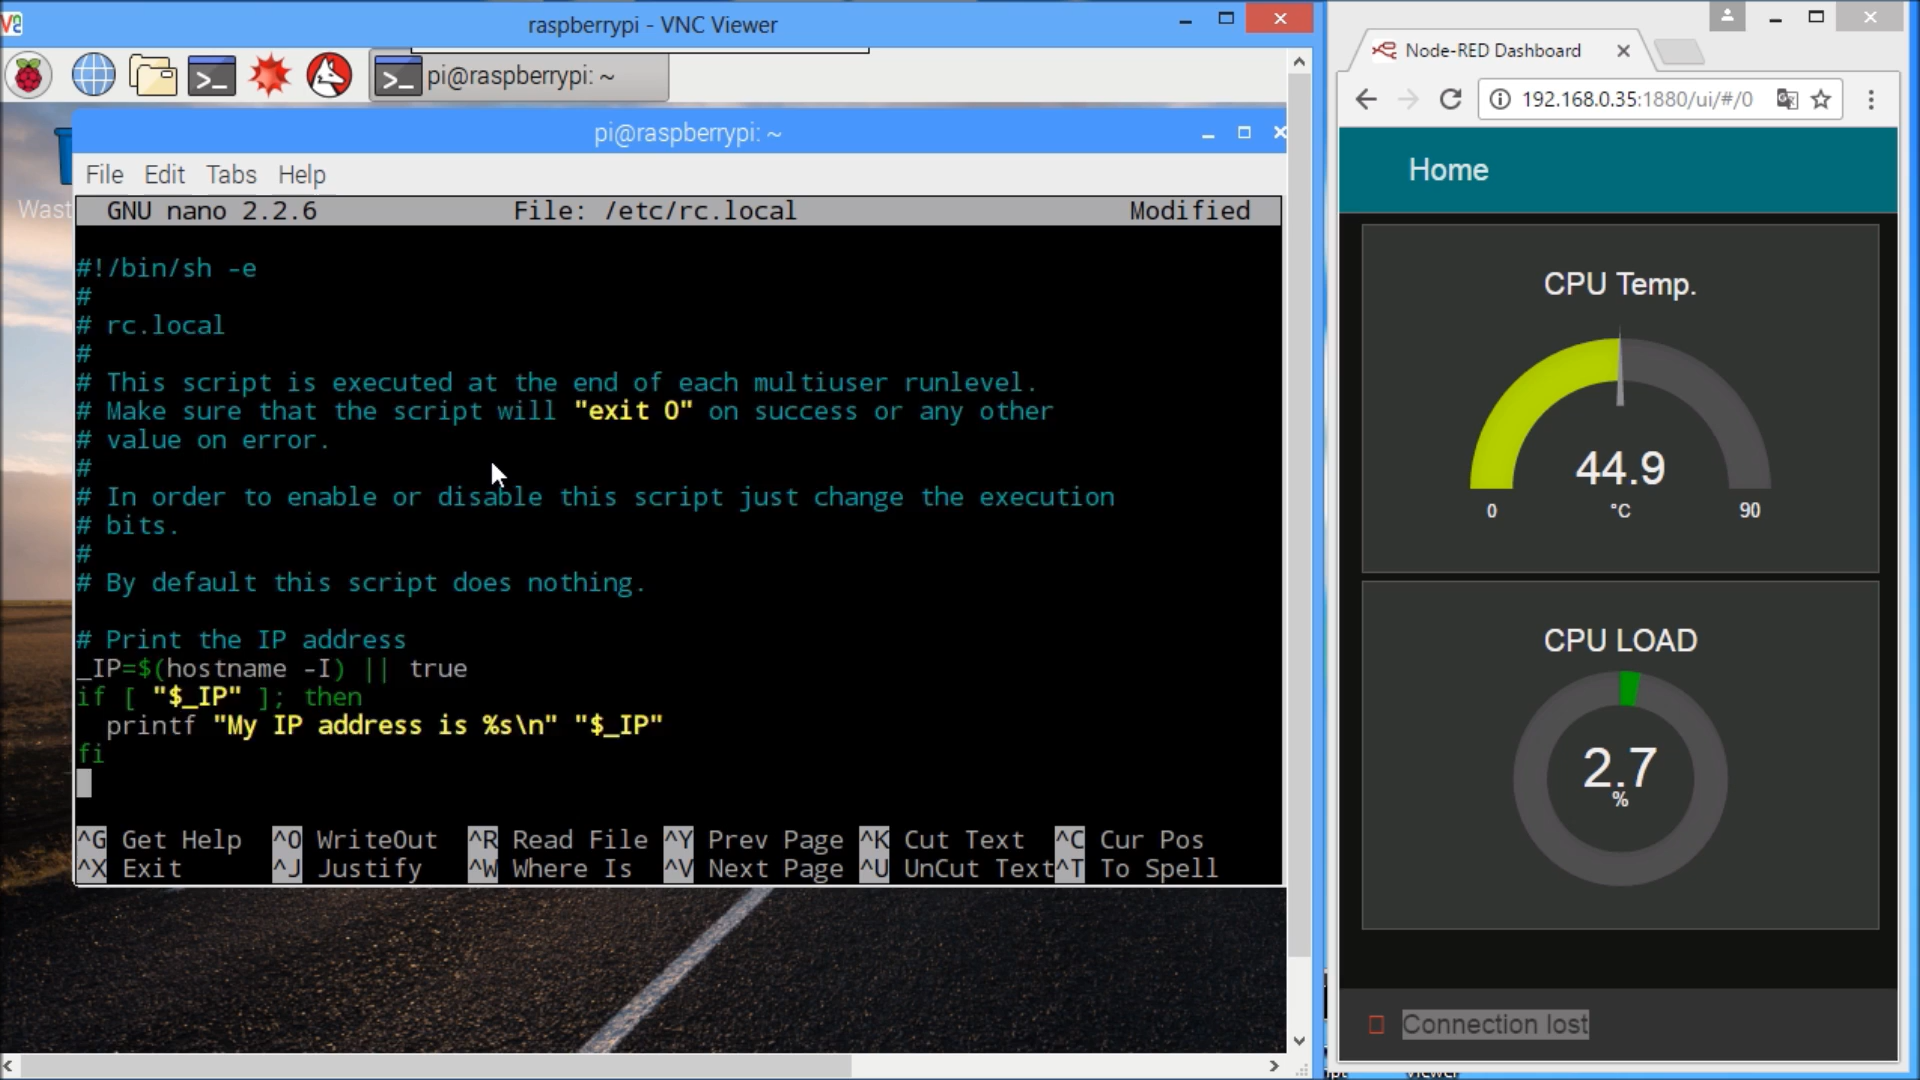 raspberrypi - VNC Viewer
pi@raspberrypi: ~
Wast
pi@raspberrypi: ~
File Edit Tabs Help
GNU nano 2.2.6 File: /etc/rc.local Modified
#!/bin/sh -e
#
# rc.local
#
# This script is executed at the end of each multiuser runlevel.
# Make sure that the script will "exit 0" on success or any other
# value on error.
#
# In order to enable or disable this script just change the execution
# bits.
#
# By default this script does nothing.
# Print the IP address
_IP=$(hostname -I) || true
if [ "$_IP" ]; then
printf "My IP address is %s\n" "$_IP"
fi
^G Get Help ^O WriteOut ^R Read File ^Y Prev Page ^K Cut Text ^C Cur Pos
^X Exit ^J Justify ^W Where Is ^V Next Page ^U UnCut Text ^T To Spell
Node-RED Dashboard
192.168.0.35:1880/ui/#/0
Home
CPU Temp.
44.9
0 °C 90
CPU LOAD
2.7
%
Connection lost